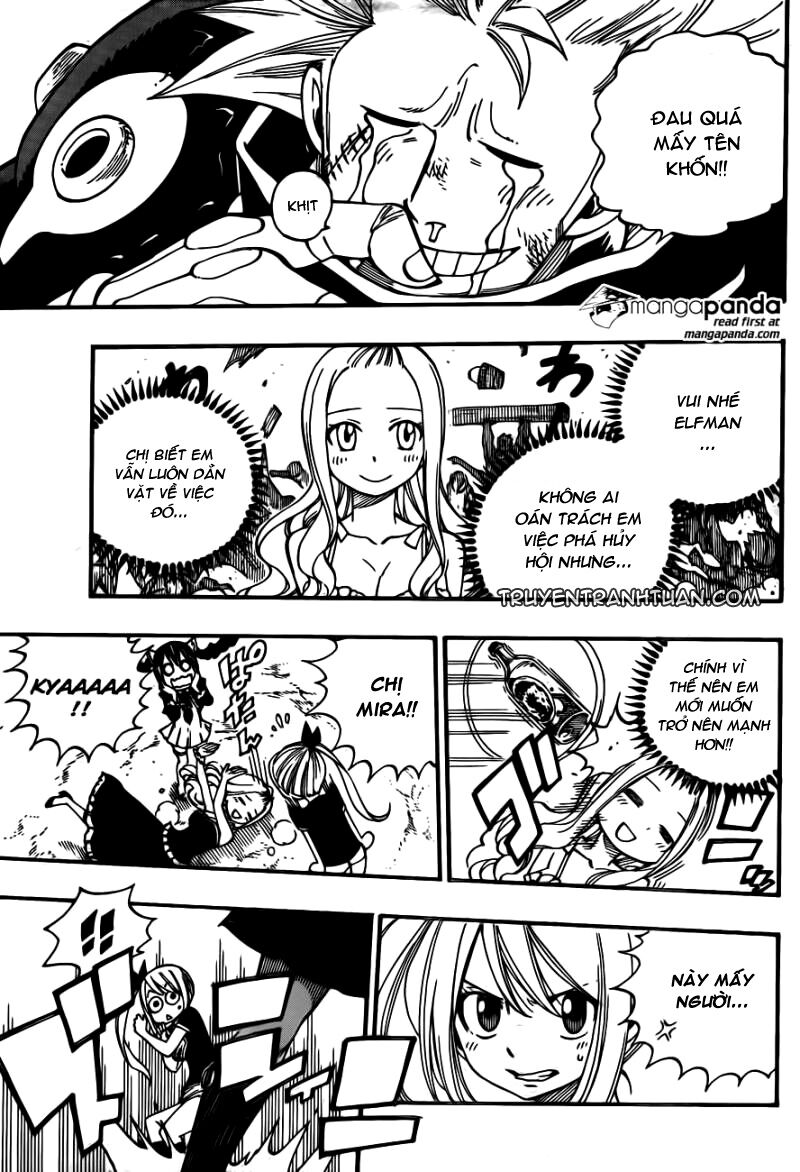 ĐAU QUÁ
MẤY TÊN
KHỐN!!
KHỊT
mangapanda
read first at
mangapanda.com
わ
VUI NHÉ
ELFMAN
...
KHÔNG AI
OÁN TRÁCH EM
VIỆC PHÁ HỦY
HỘI NHƯNG...
CHỊ BIẾT EM
VẪN LUÔN DẰN
VẶT VỀ VIỆC
ĐÓ...
TRUYENTRANHTUAN.COM
CHÍNH VÌ
THẾ NÊN EM
MỚI MUỐN
TRỞ NÊN MẠNH
HƠN!!
CHỊ
MIRA!!
KYAAAAA
!!
NÀY MẤY
NGƯỜI...
!!